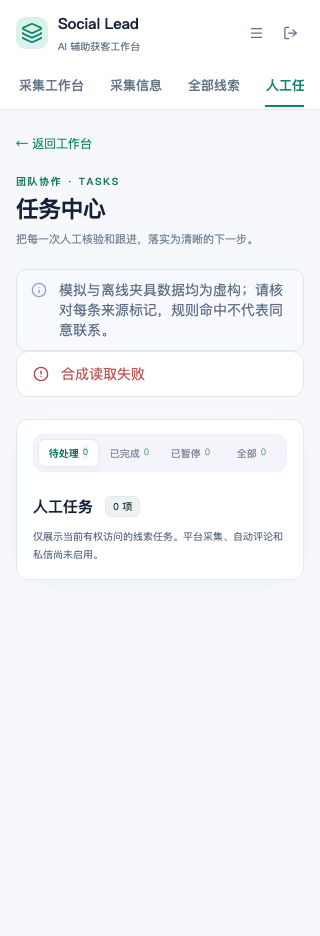 Social Lead
AI 辅助获客工作台
采集工作台 采集信息 全部线索 人工任
← 返回工作台
团队协作 · TASKS
任务中心
把每一次人工核验和跟进，落实为清晰的下一步。
模拟与离线夹具数据均为虚构；请核
对每条来源标记，规则命中不代表同
意联系。
合成读取失败
待处理 0 已完成 0 已暂停 0 全部 0
人工任务 0 项
仅展示当前有权访问的线索任务。平台采集、自动评论和
私信尚未启用。